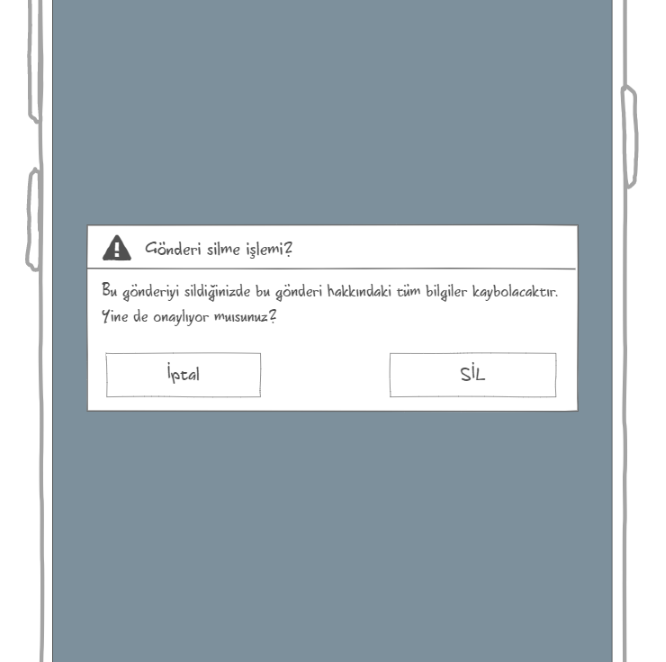 Gönderi silme işlemi?
Bu gönderiyi sildiğinizde bu gönderi hakkındaki tüm bilgiler kaybolacaktır.
Yine de onaylıyor musunuz?
İptal
SİL